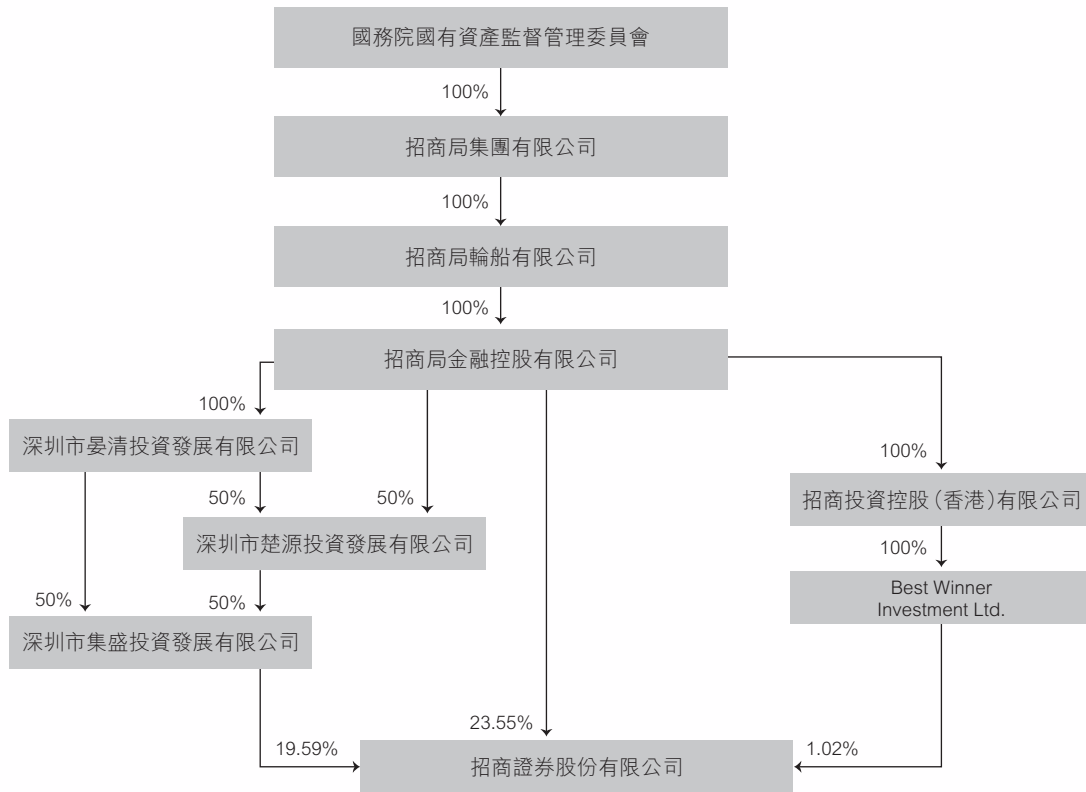 國務院國有資產監督管理委員會
100%
招商局集團有限公司
100%
招商局輪船有限公司
100%
招商局金融控股有限公司
100%
深圳市晏清投資發展有限公司
100%
50%
50%
招商投資控股（香港）有限公司
深圳市楚源投資發展有限公司
100%
50%
50%
Best Winner
Investment Ltd.
深圳市集盛投資發展有限公司
23.55%
19.59%
1.02%
招商證券股份有限公司